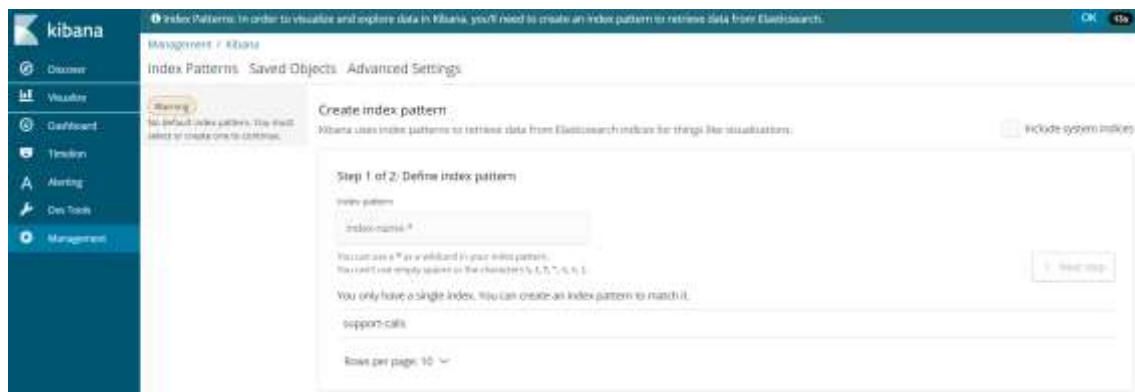 kibana
Index Patterns: In order to visualize and explore data in Kibana, you'll need to create an index pattern to retrieve data from Elasticsearch.
OK
Management / Kibana
Discover
Index Patterns Saved Objects Advanced Settings
Visualize
Dashboard
Timelion
Alerting
Dev Tools
Management
Warning
No default index pattern. You must
select or create one to continue.
Create index pattern
Kibana uses index patterns to retrieve data from Elasticsearch indices for things like visualizations.
Include system indices
Step 1 of 2: Define index pattern
Index pattern
index-name-*
You can use a * as a wildcard in your index pattern.
You can't use empty spaces or the characters
Next step
You only have a single index. You can create an index pattern to match it.
support-calls
Rows per page: 10